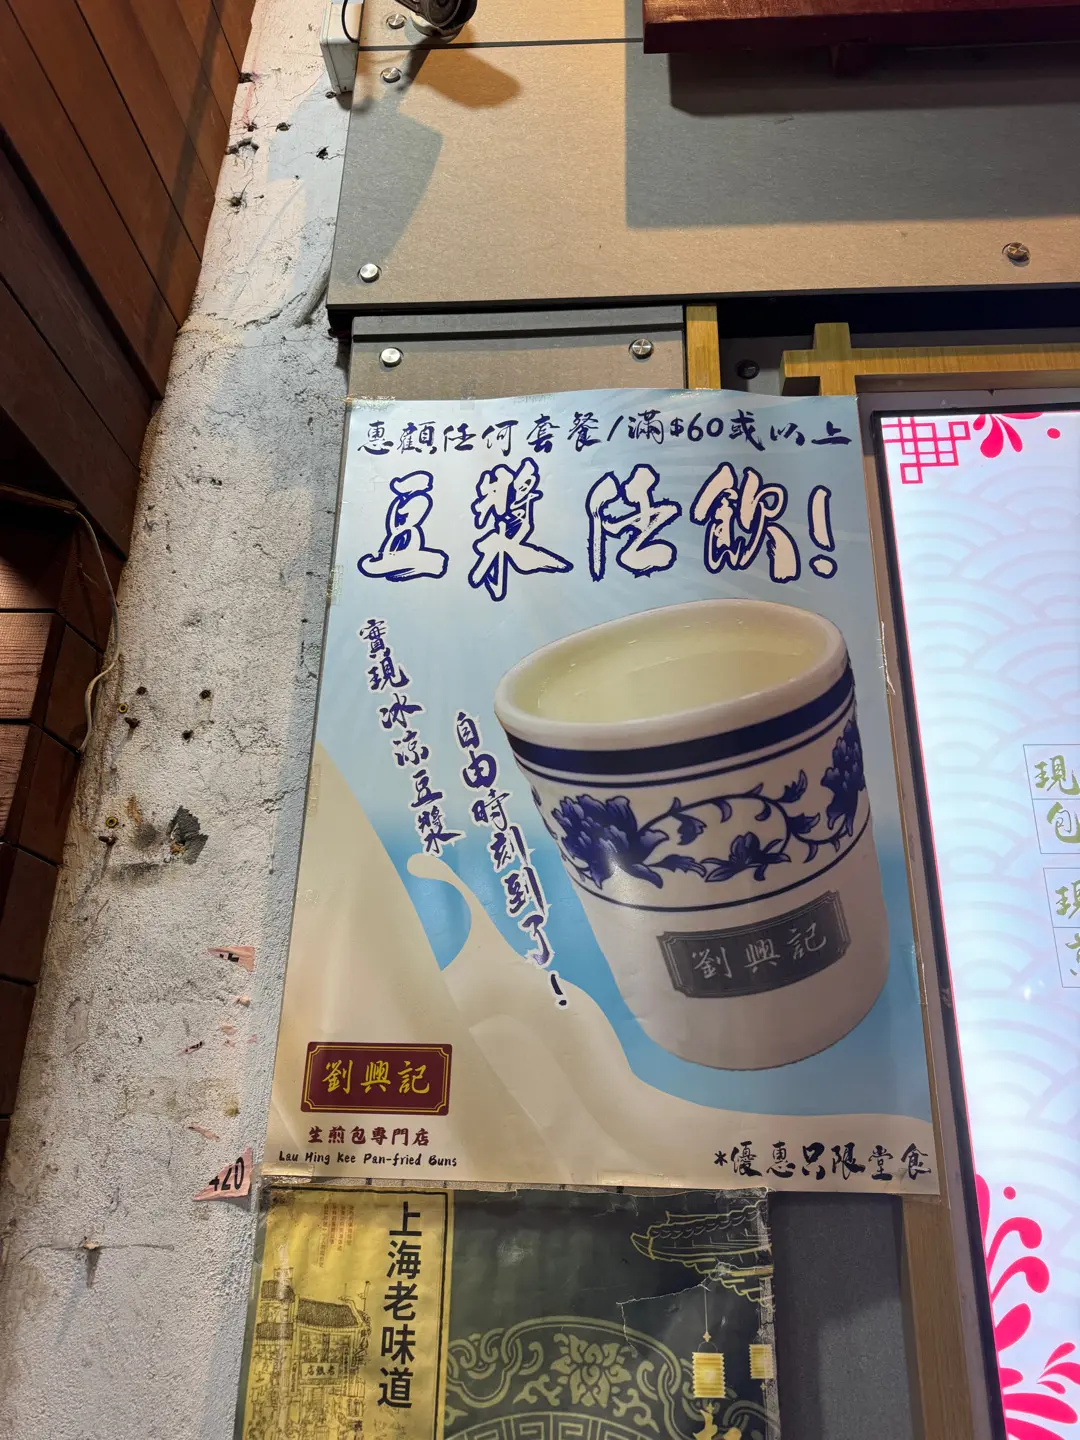 惠顧任何套餐/滿$60或以上
豆漿任飲!
實現冰涼豆漿
自由時刻到了!
劉興記
劉興記
生煎包專門店
Lau Hing Kee Pan-fried Buns
*優惠只限堂食
420
上海老味道
現
包
現